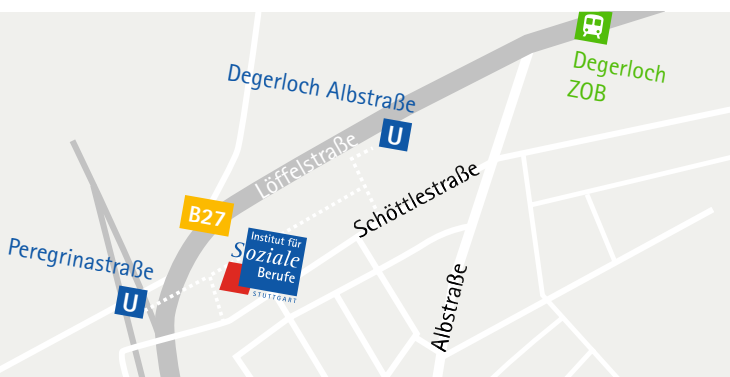 Degerloch
ZOB
Degerloch Albstraße
U
Löffelstraße
Schöttlestraße
B27
Institut für
Soziale
Berufe
STUTTGART
Peregrinastraße
U
Albstraße